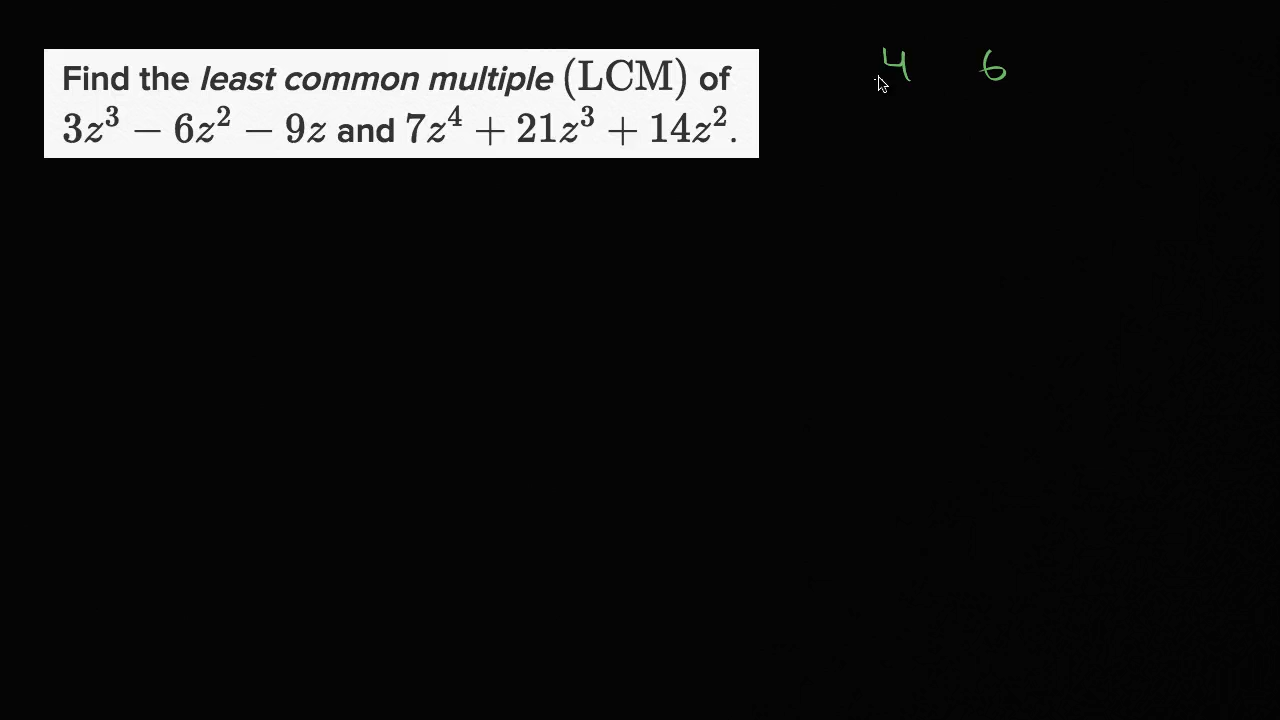 Find the least common multiple (LCM) of
3z³ − 6z² − 9z and 7z⁴ + 21z³ + 14z².
4 6